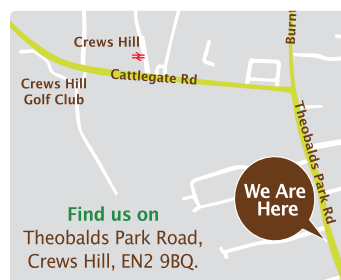 Crews Hill
Burn
Cattlegate Rd
Crews Hill
Golf Club
Theobalds Park Rd
We Are
Here
Find us on
Theobalds Park Road,
Crews Hill, EN2 9BQ.